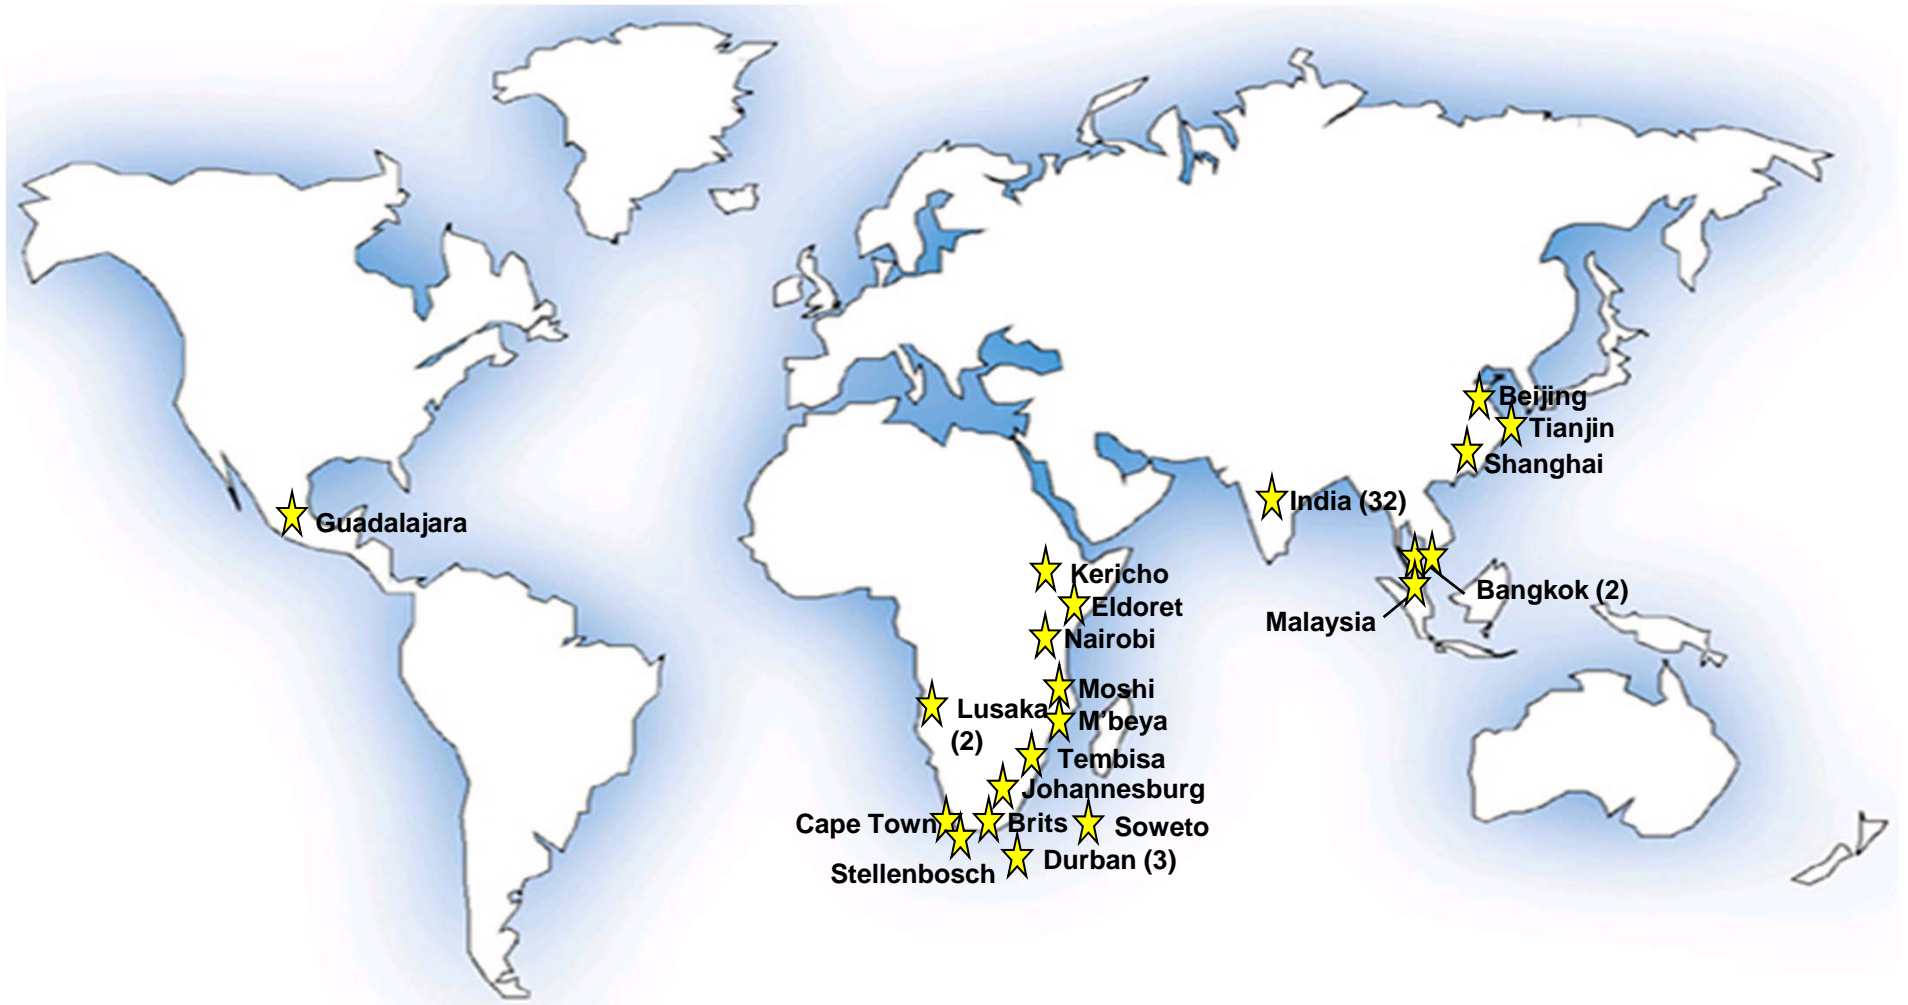 Beijing
Tianjin
Shanghai
India (32)
Guadalajara
Kericho
Bangkok (2)
Eldoret
Malaysia
Nairobi
Moshi
Lusaka
(2)
M’beya
Tembisa
Johannesburg
Cape Town
Brits
Soweto
Durban (3)
Stellenbosch